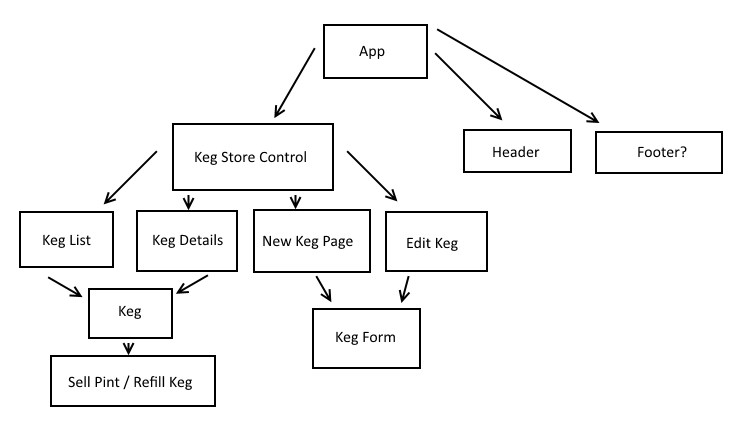 App
Keg Store Control
Header
Footer?
Keg List
Keg Details
New Keg Page
Edit Keg
Keg
Keg Form
Sell Pint / Refill Keg